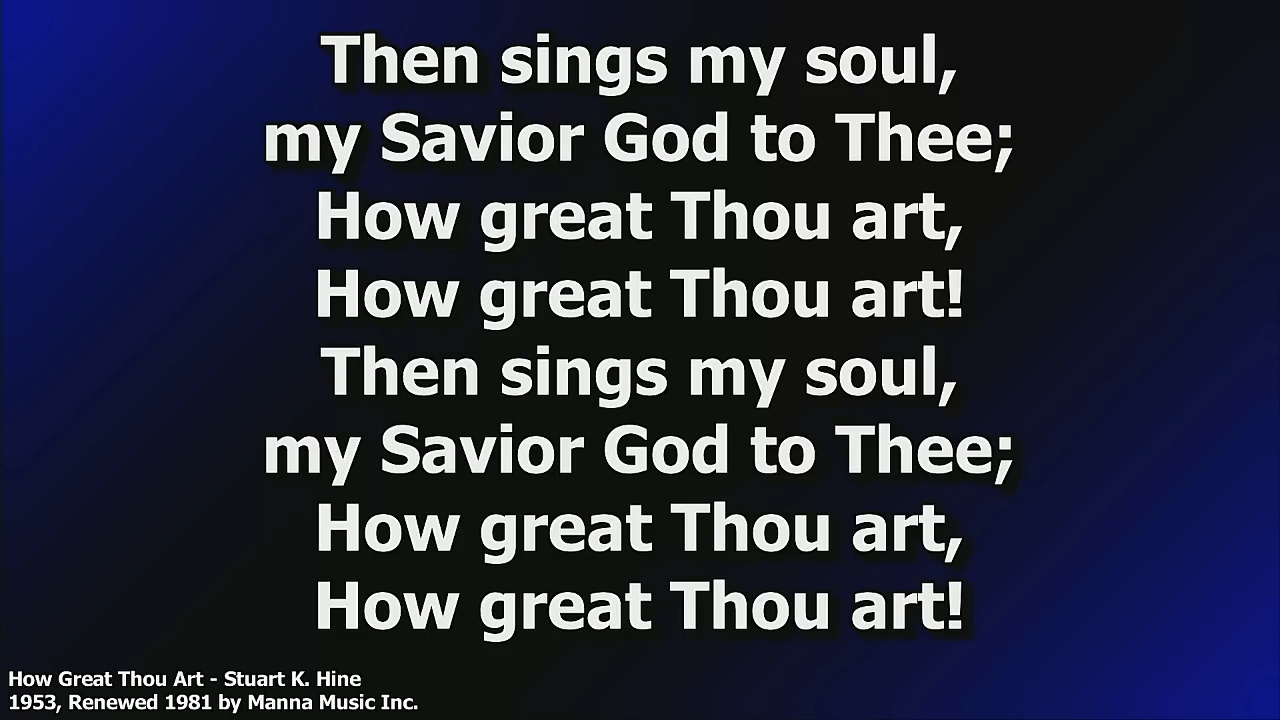 Then sings my soul,
my Savior God to Thee;
How great Thou art,
How great Thou art!
Then sings my soul,
my Savior God to Thee;
How great Thou art,
How great Thou art!
How Great Thou Art - Stuart K. Hine
1953, Renewed 1981 by Manna Music Inc.